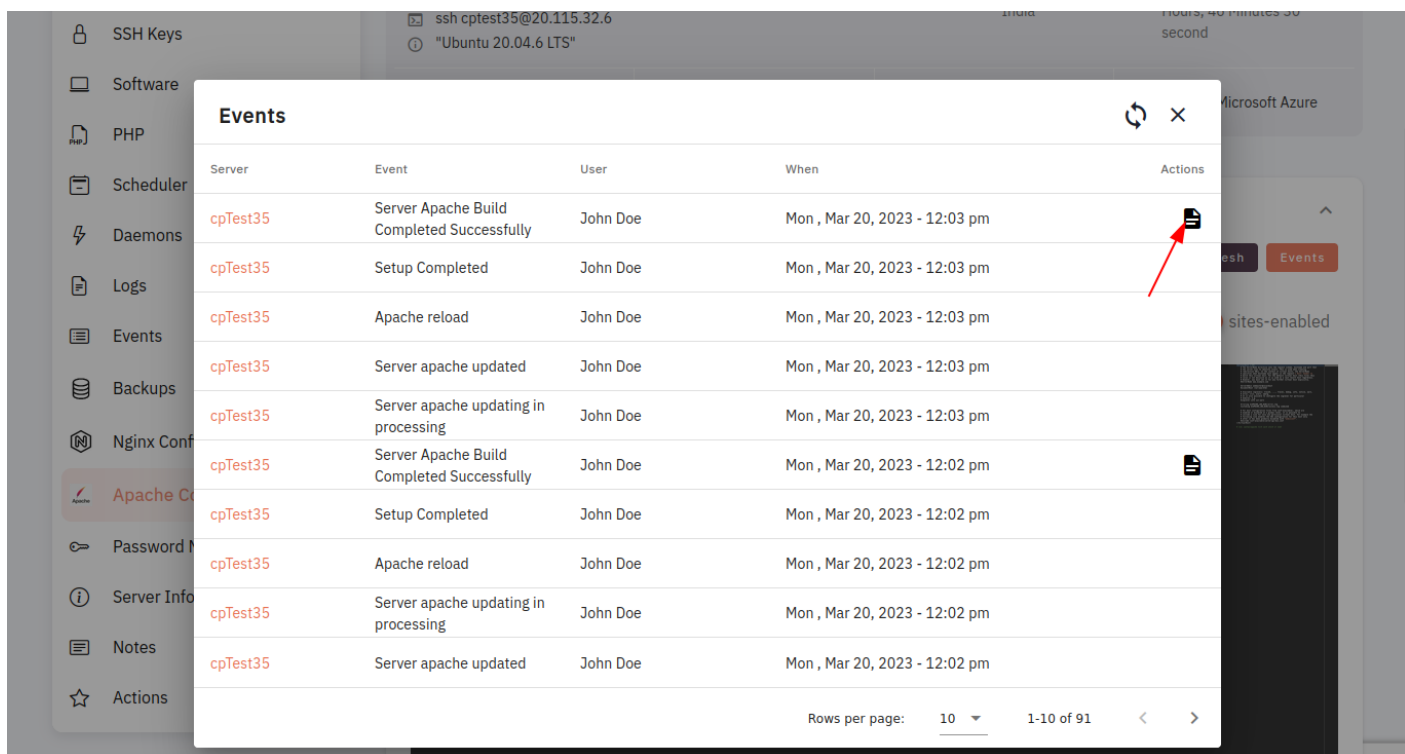 ssh cptest35@20.115.32.6
"Ubuntu 20.04.6 LTS"
India
Hours, 40 Minutes 30
second
Microsoft Azure
SSH Keys
Software
PHP
PHP
Scheduler
Daemons
Logs
Events
Backups
Nginx Conf
Apache
Apache Co
Password M
Server Info
Notes
Actions
Events
Server Event User When Actions
cpTest35 Server Apache Build Completed Successfully John Doe Mon , Mar 20, 2023 - 12:03 pm
cpTest35 Setup Completed John Doe Mon , Mar 20, 2023 - 12:03 pm
cpTest35 Apache reload John Doe Mon , Mar 20, 2023 - 12:03 pm
cpTest35 Server apache updated John Doe Mon , Mar 20, 2023 - 12:03 pm
cpTest35 Server apache updating in processing John Doe Mon , Mar 20, 2023 - 12:03 pm
cpTest35 Server Apache Build Completed Successfully John Doe Mon , Mar 20, 2023 - 12:02 pm
cpTest35 Setup Completed John Doe Mon , Mar 20, 2023 - 12:02 pm
cpTest35 Apache reload John Doe Mon , Mar 20, 2023 - 12:02 pm
cpTest35 Server apache updating in processing John Doe Mon , Mar 20, 2023 - 12:02 pm
cpTest35 Server apache updated John Doe Mon , Mar 20, 2023 - 12:02 pm
Rows per page: 10 1-10 of 91
esh Events
sites-enabled